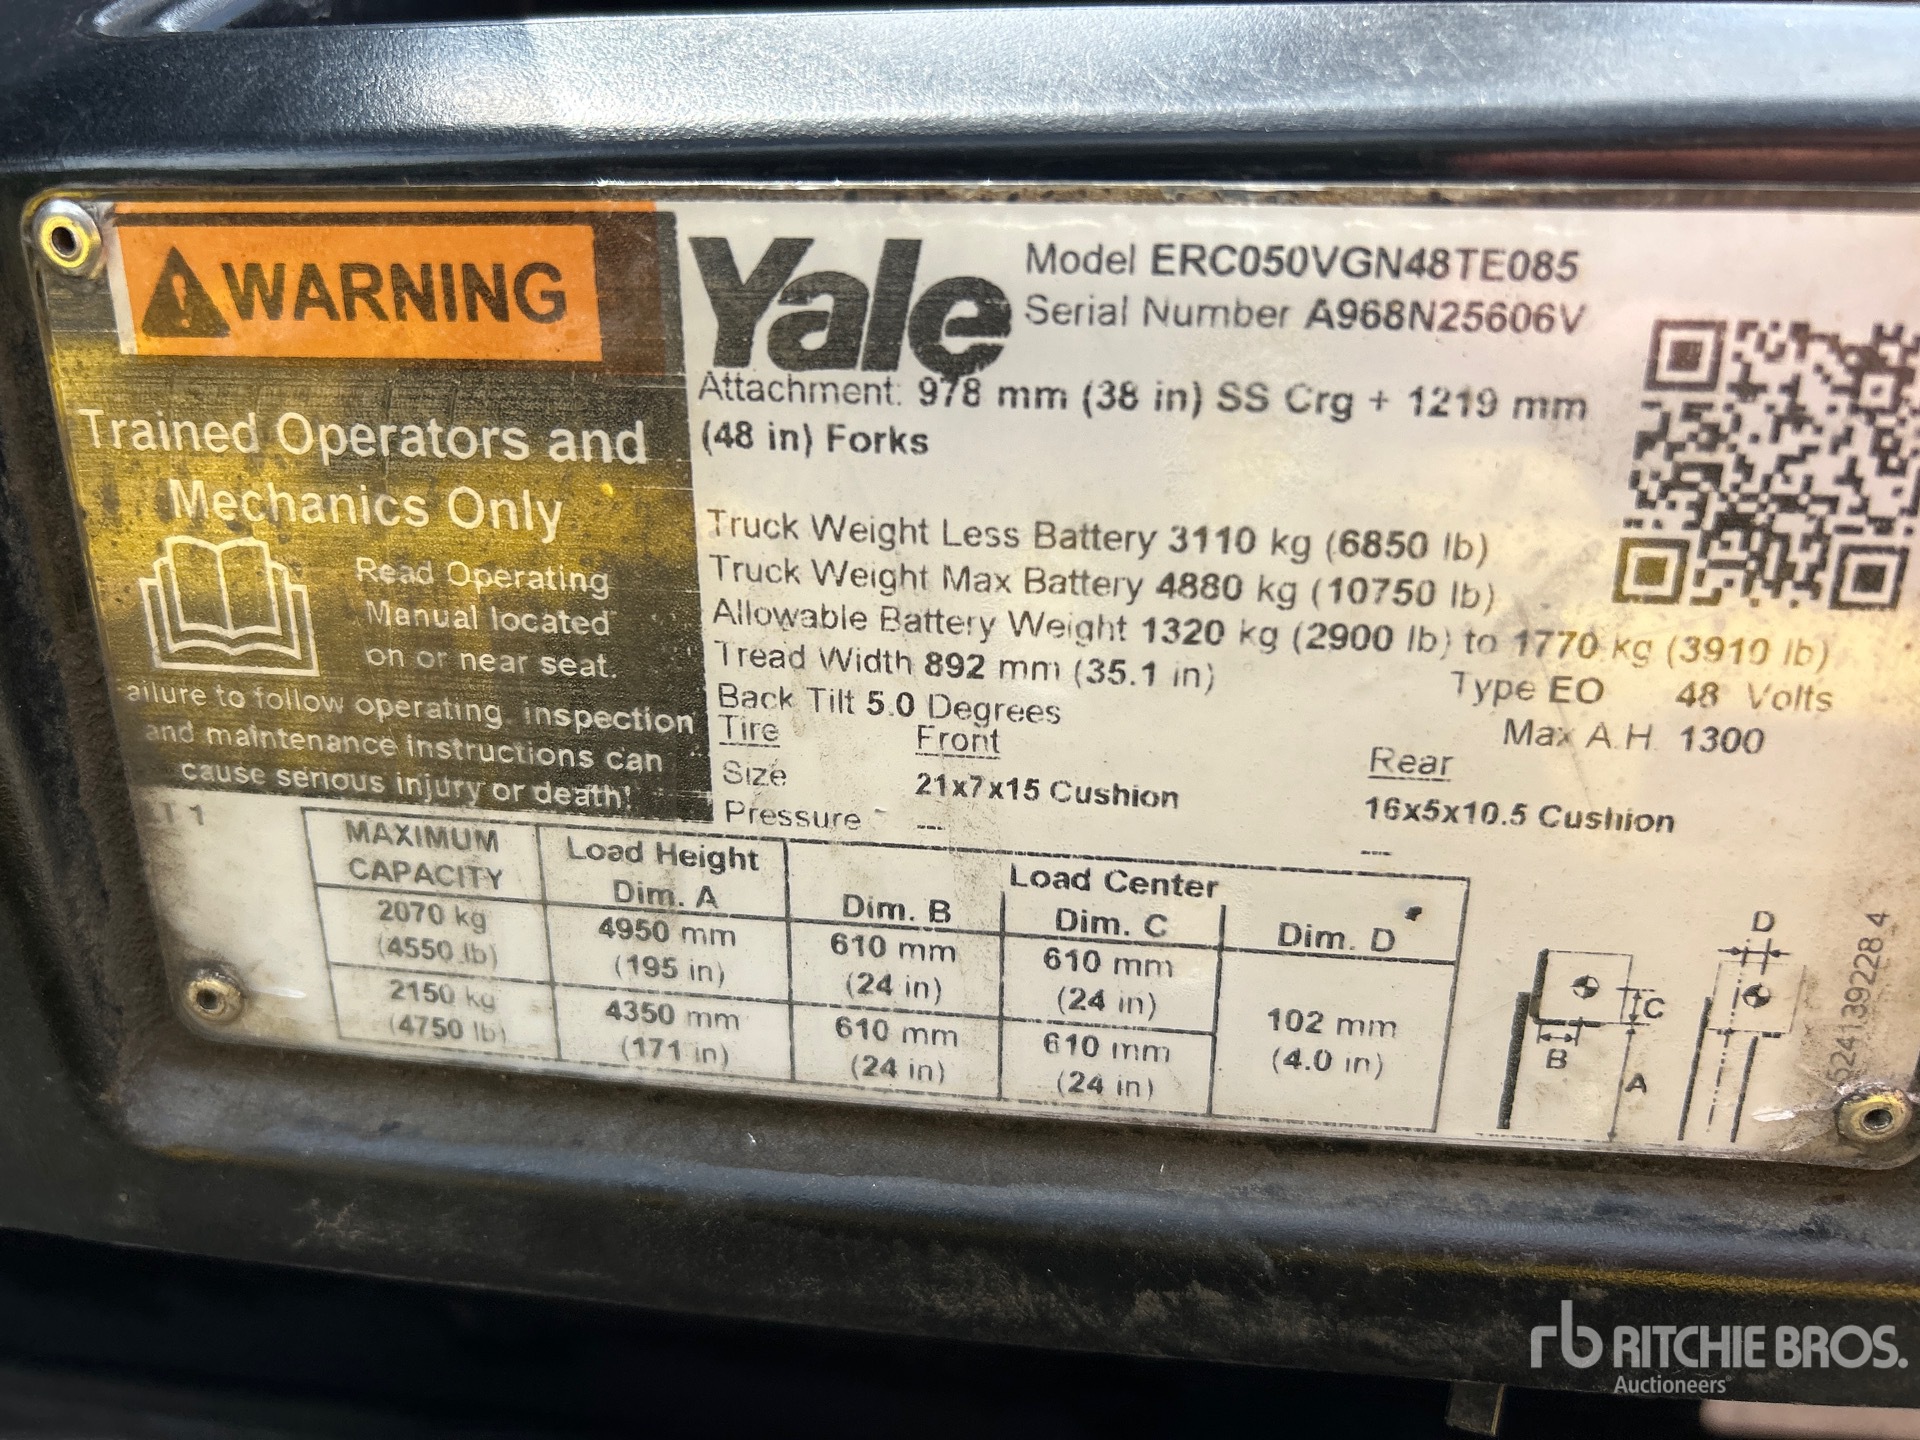 WARNING
Trained Operators and
Mechanics Only
Read Operating
Manual located
on or near seat.
ailure to follow operating, inspection
and maintenance instructions can
cause serious injury or death!
Yale
Model ERC050VGN48TE085
Serial Number A968N25606V
Attachment: 978 mm (38 in) SS Crg + 1219 mm
(48 in) Forks
Truck Weight Less Battery 3110 kg (6850 lb)
Truck Weight Max Battery 4880 kg (10750 lb)
Allowable Battery Weight 1320 kg (2900 lb) to 1770 kg (3910 lb)
Tread Width 892 mm (35.1 in)
Type EO 48 Volts
Back Tilt 5.0 Degrees
Max A.H. 1300
Tire Front Rear
Size 21x7x15 Cushion 16x5x10.5 Cushion
Pressure --- ---
MAXIMUM CAPACITY
Load Height Dim. A
Load Center
Dim. B Dim. C Dim. D
2070 kg 4950 mm 610 mm 610 mm
(4550 lb) (195 in) (24 in) (24 in)
2150 kg 4350 mm 610 mm 610 mm
(4750 lb) (171 in) (24 in) (24 in)
102 mm
(4.0 in)
D
C
B
A
524139228 4
rb RITCHIE BROS.
Auctioneers